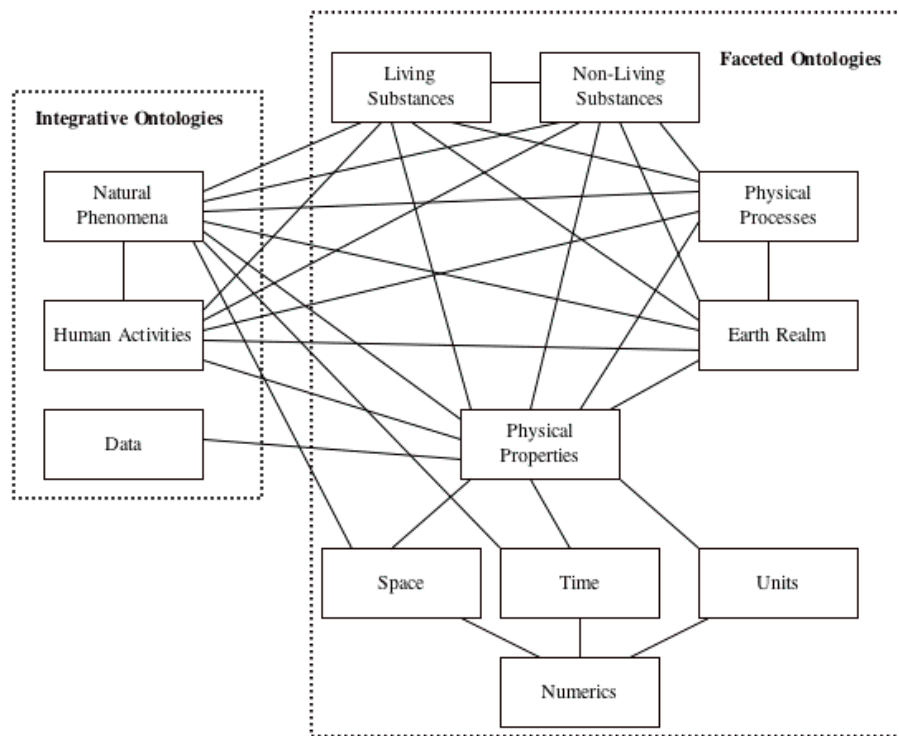 Living
Substances
Non-Living
Substances
Faceted Ontologies
Integrative Ontologies
Natural
Phenomena
Physical
Processes
Human Activities
Earth Realm
Data
Physical
Properties
Space
Time
Units
Numerics